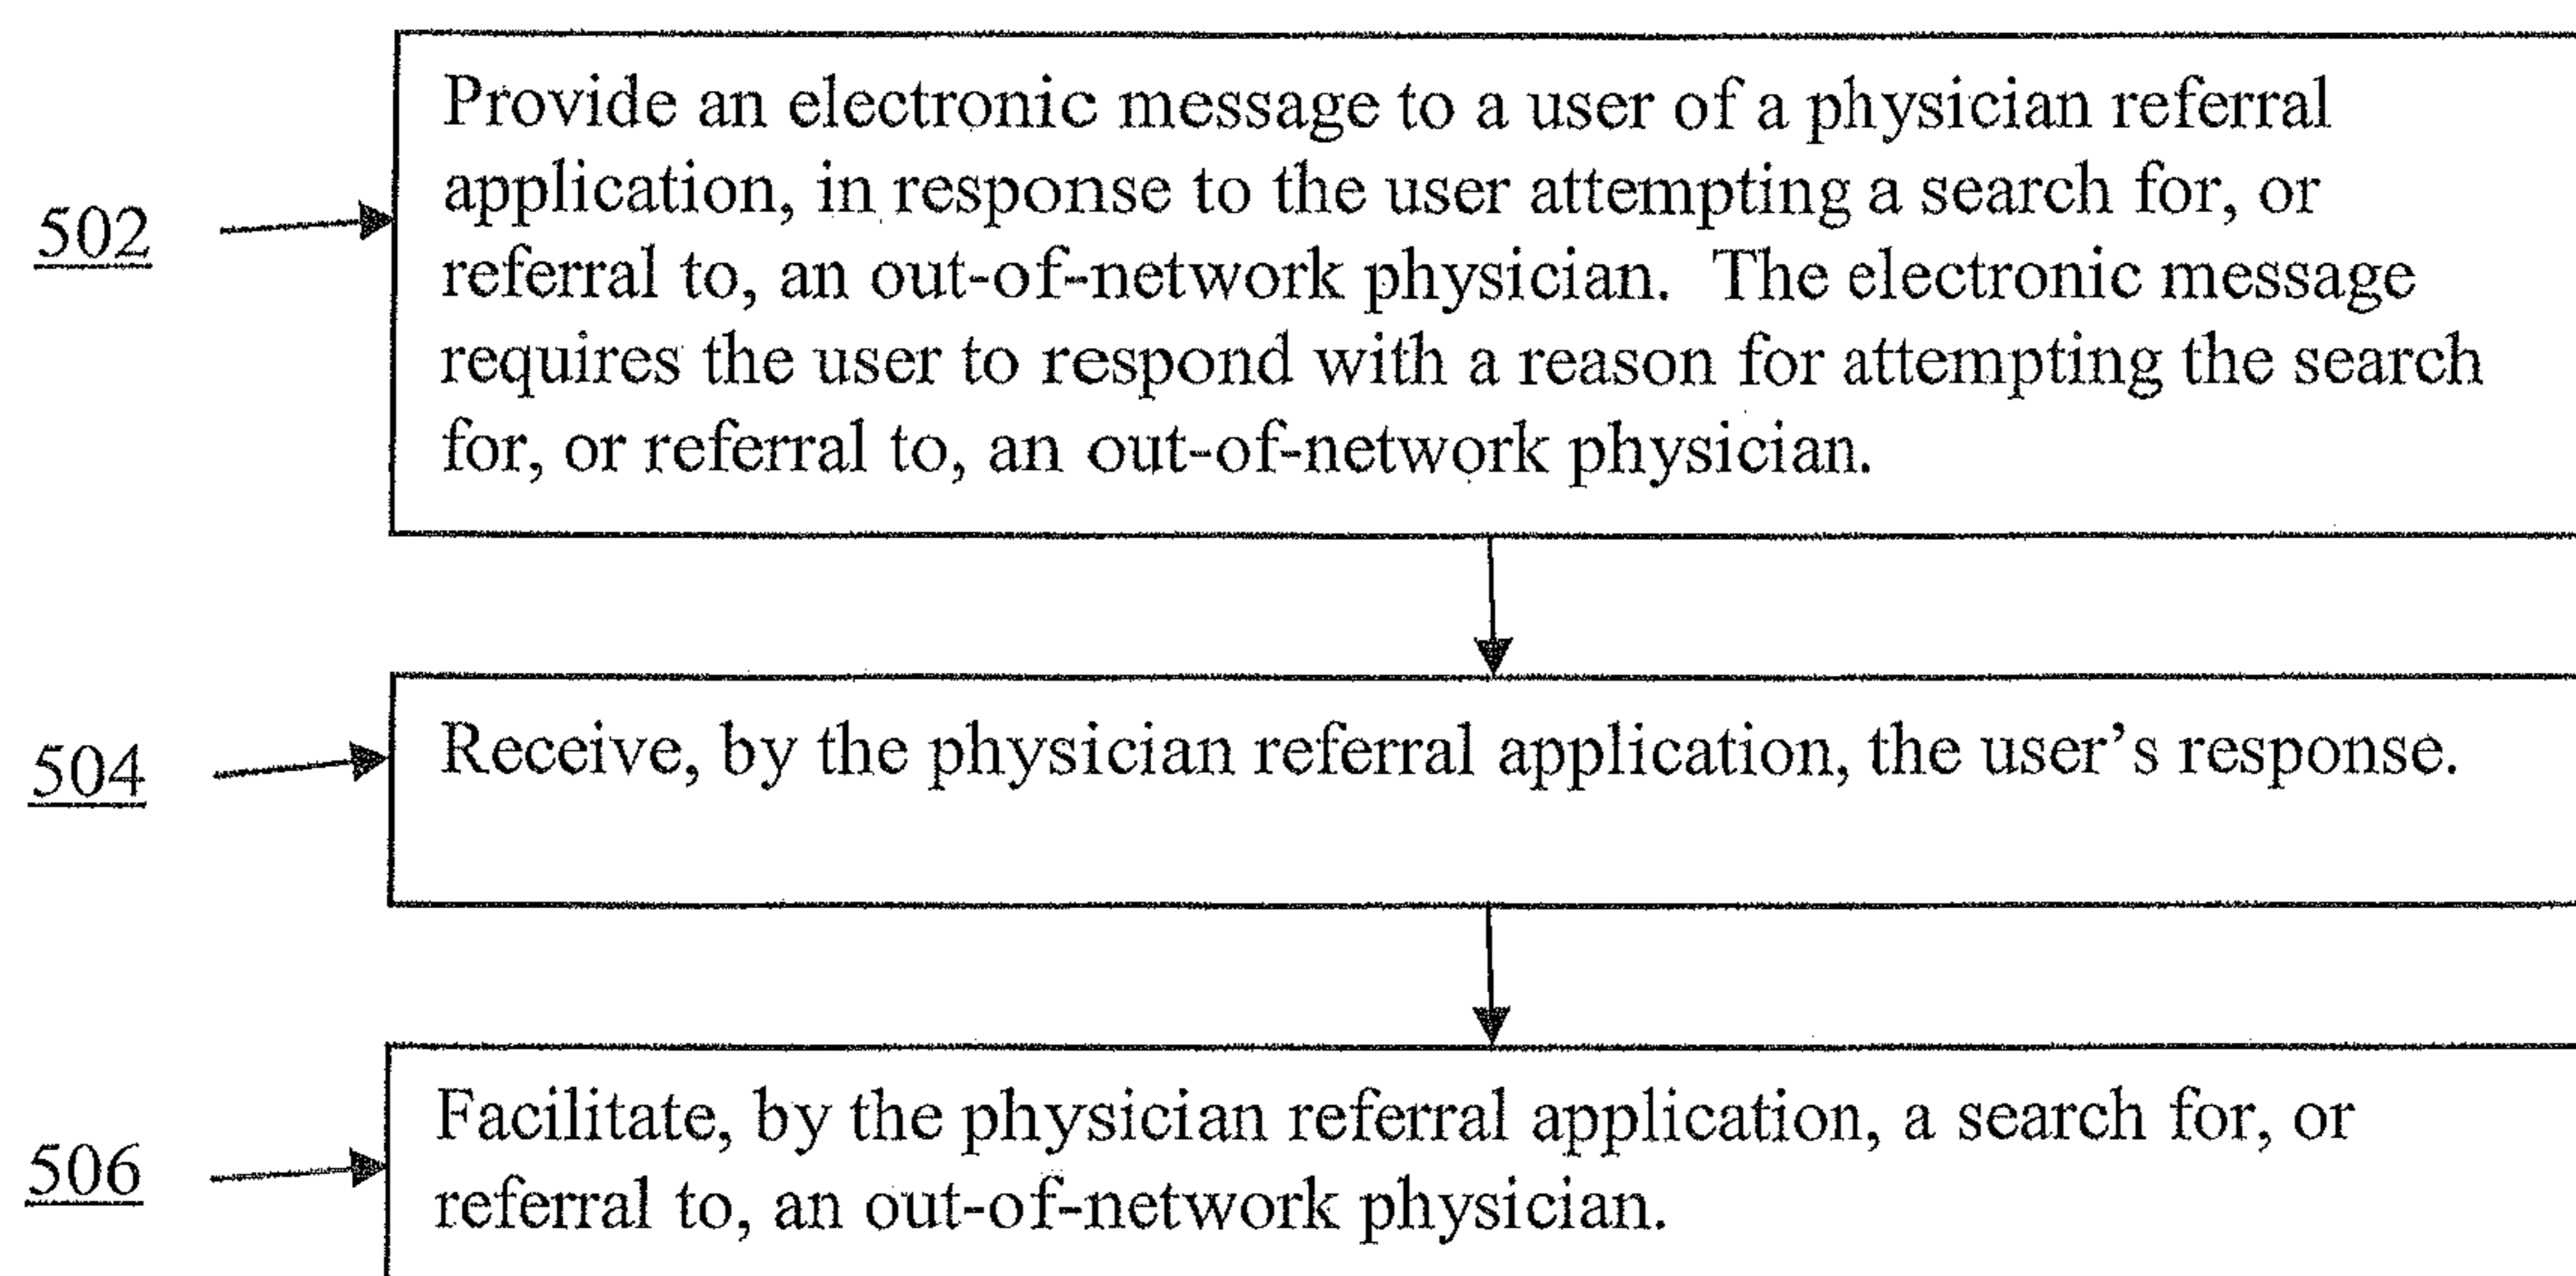 502
Provide an electronic message to a user of a physician referral
application, in response to the user attempting a search for, or
referral to, an out-of-network physician.  The electronic message
requires the user to respond with a reason for attempting the search
for, or referral to, an out-of-network physician.
504
Receive, by the physician referral application, the user’s response.
506
Facilitate, by the physician referral application, a search for, or
referral to, an out-of-network physician.